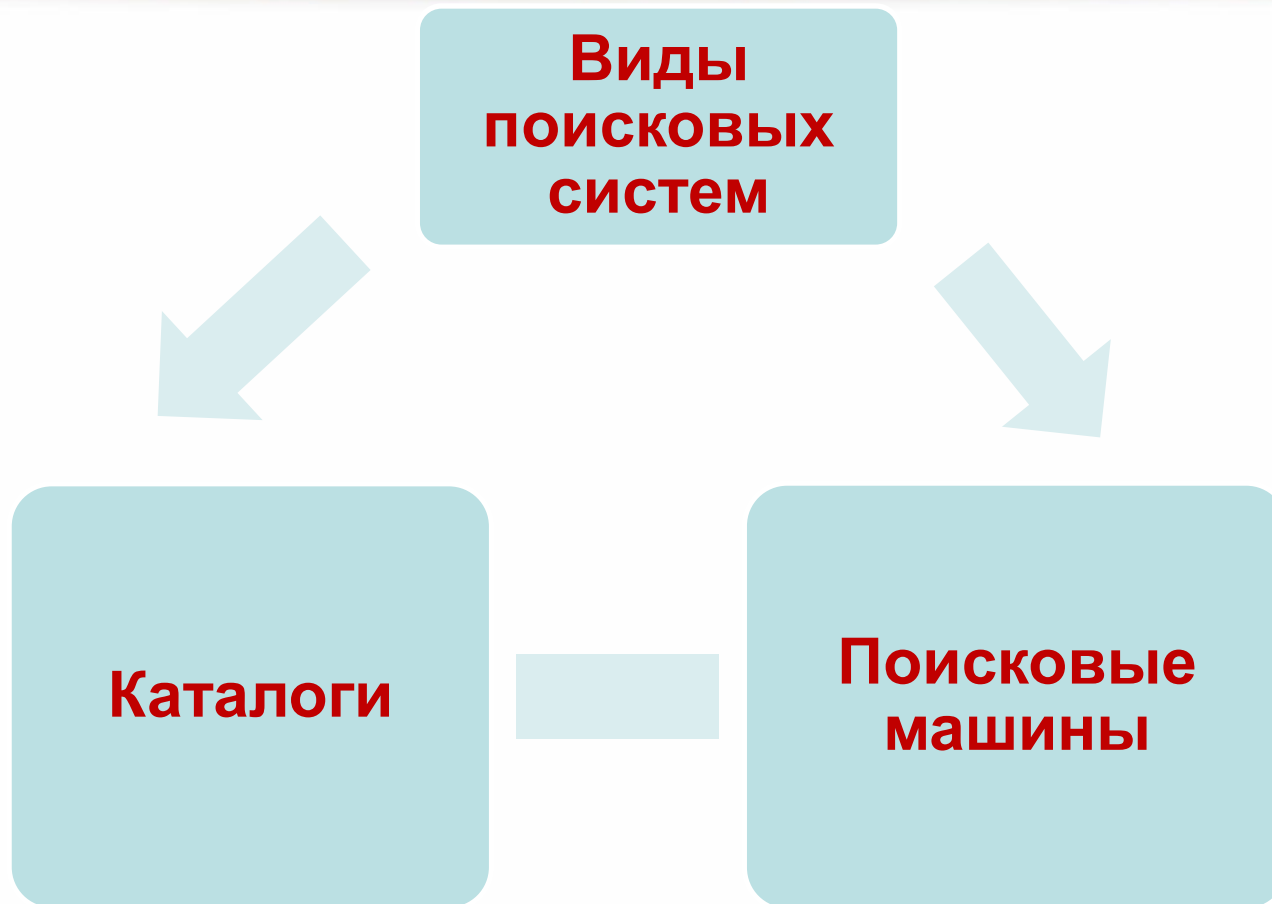 Виды
поисковых
систем
Каталоги
Поисковые
машины